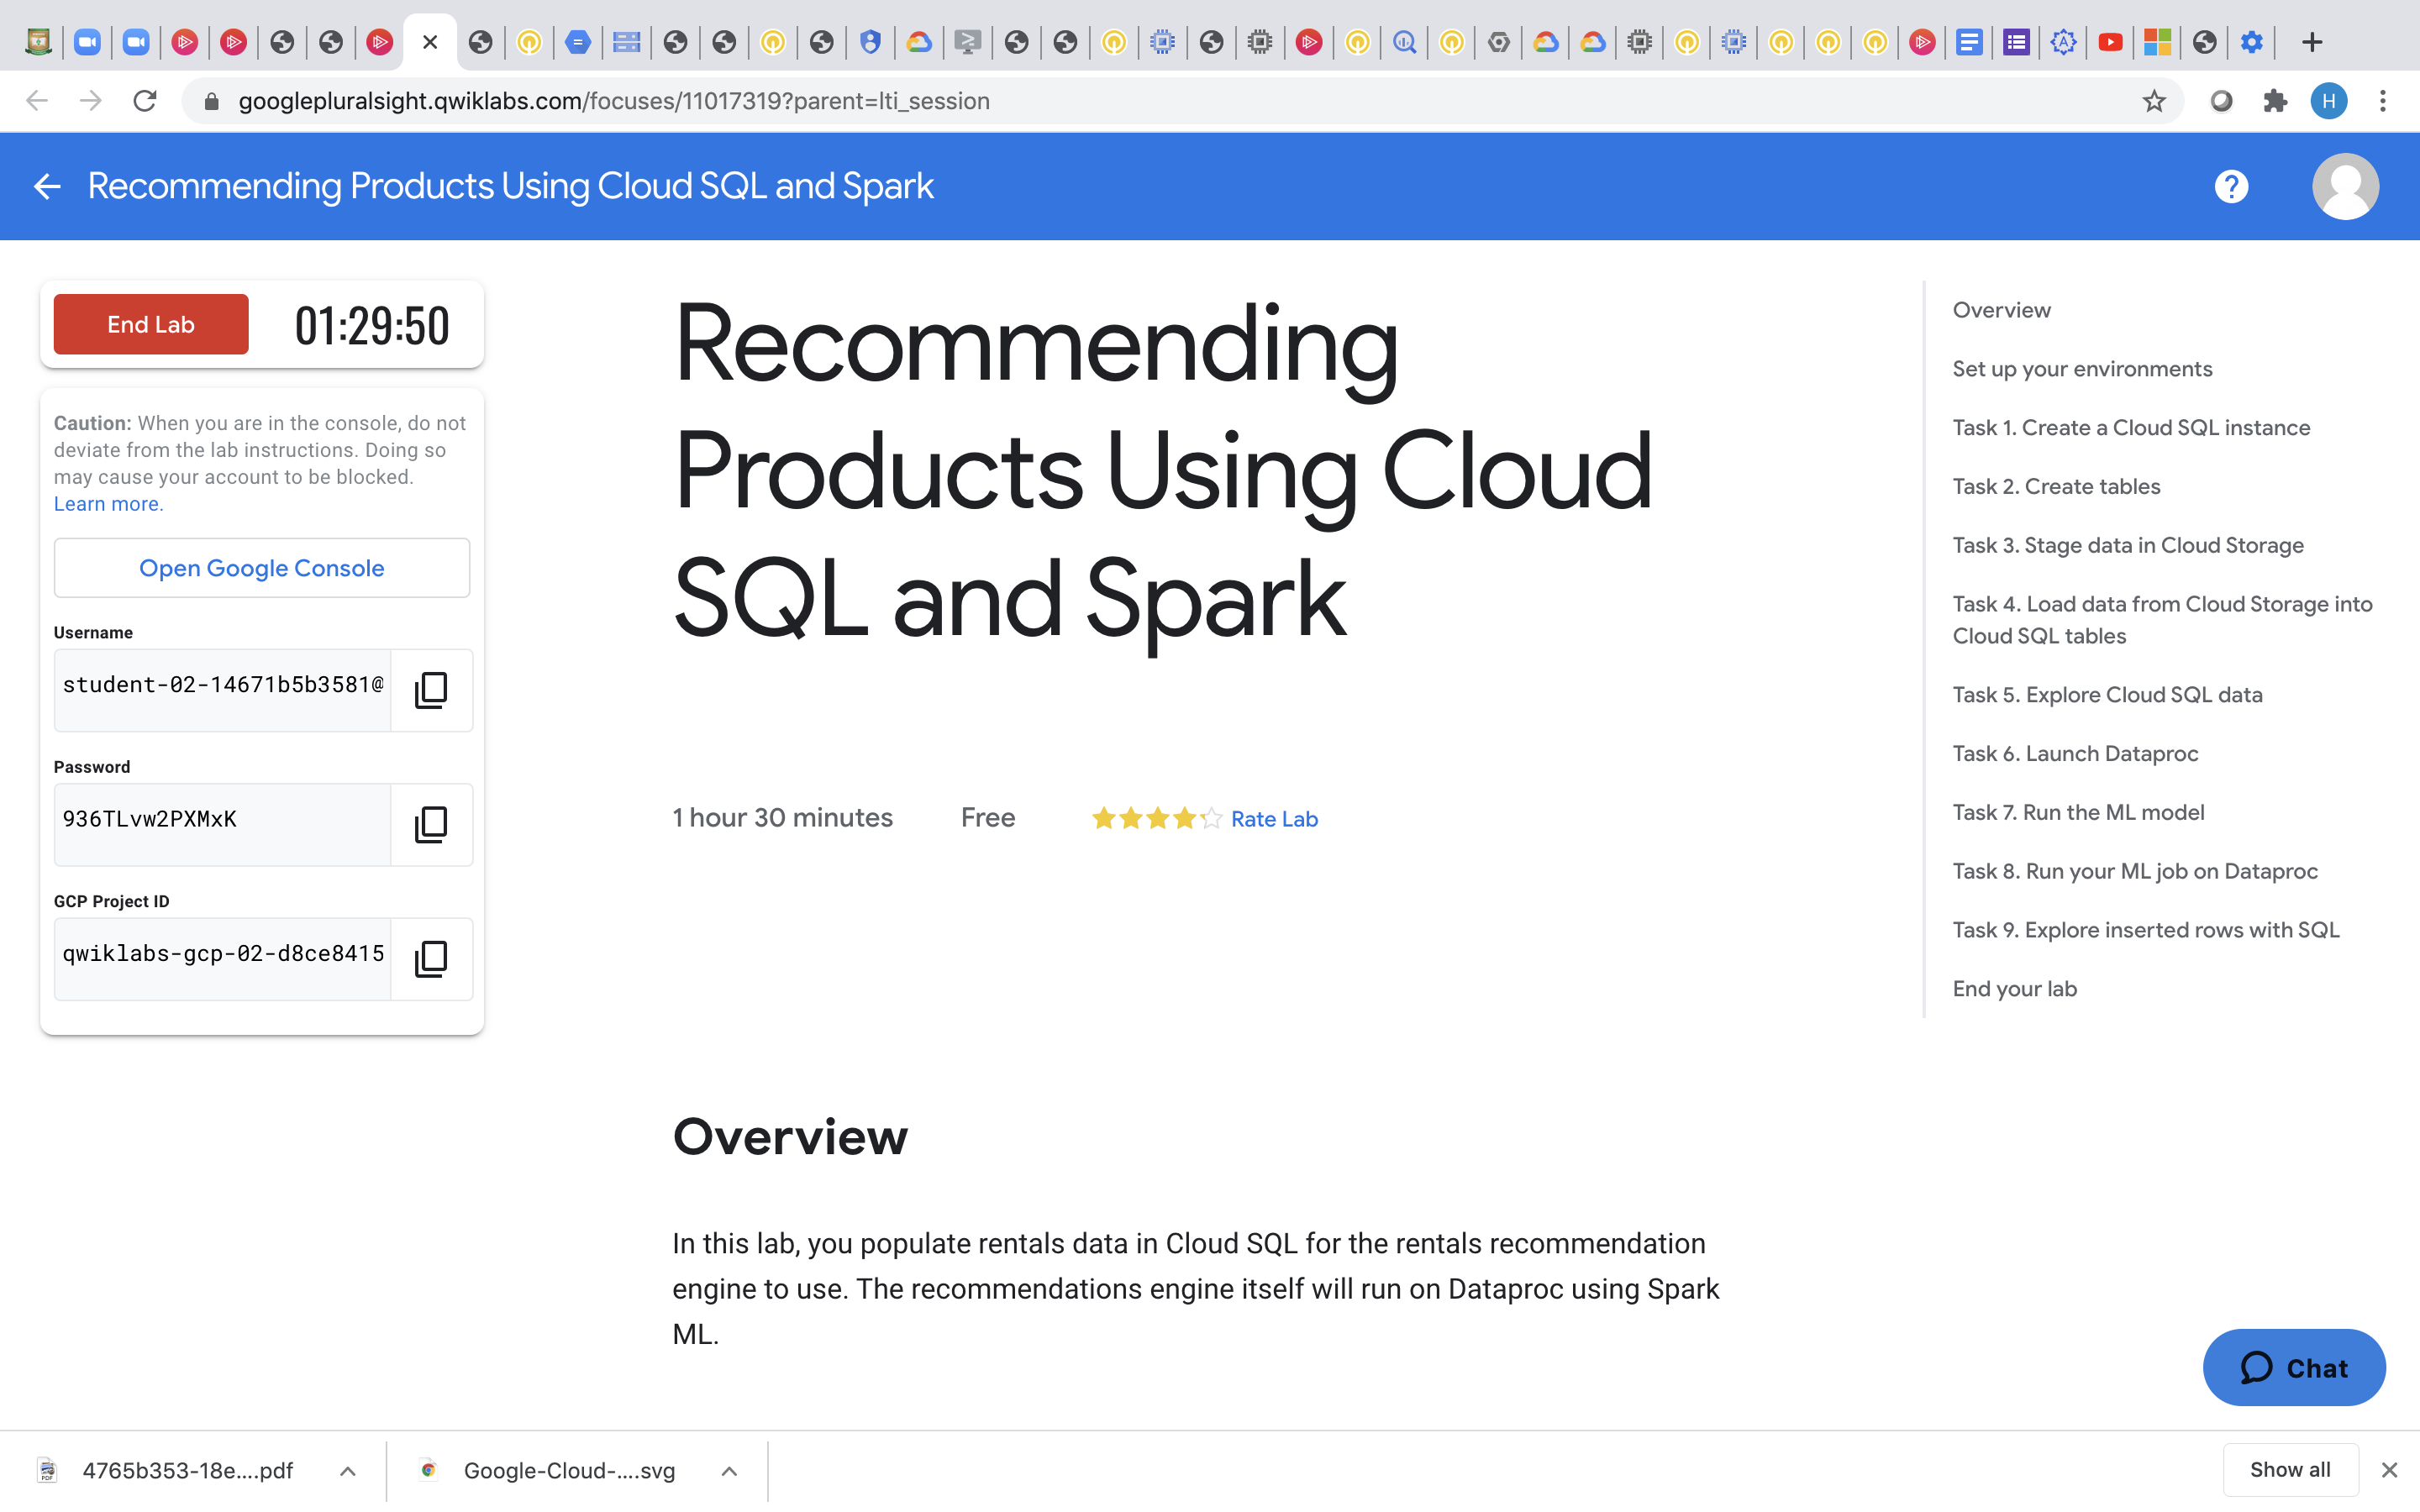 googlepluralsight.qwiklabs.com/focuses/11017319?parent=lti_session
H
Recommending Products Using Cloud SQL and Spark
?
End Lab
01:29:50
Caution: When you are in the console, do not
deviate from the lab instructions. Doing so
may cause your account to be blocked.
Learn more.
Open Google Console
Username
student-02-14671b5b3581@
Password
936TLvw2PXMxK
GCP Project ID
qwiklabs-gcp-02-d8ce8415
Recommending
Products Using Cloud
SQL and Spark
1 hour 30 minutes
Free
Rate Lab
Overview
In this lab, you populate rentals data in Cloud SQL for the rentals recommendation
engine to use. The recommendations engine itself will run on Dataproc using Spark
ML.
Overview
Set up your environments
Task 1. Create a Cloud SQL instance
Task 2. Create tables
Task 3. Stage data in Cloud Storage
Task 4. Load data from Cloud Storage into
Cloud SQL tables
Task 5. Explore Cloud SQL data
Task 6. Launch Dataproc
Task 7. Run the ML model
Task 8. Run your ML job on Dataproc
Task 9. Explore inserted rows with SQL
End your lab
Chat
4765b353-18e....pdf
Google-Cloud-....svg
Show all